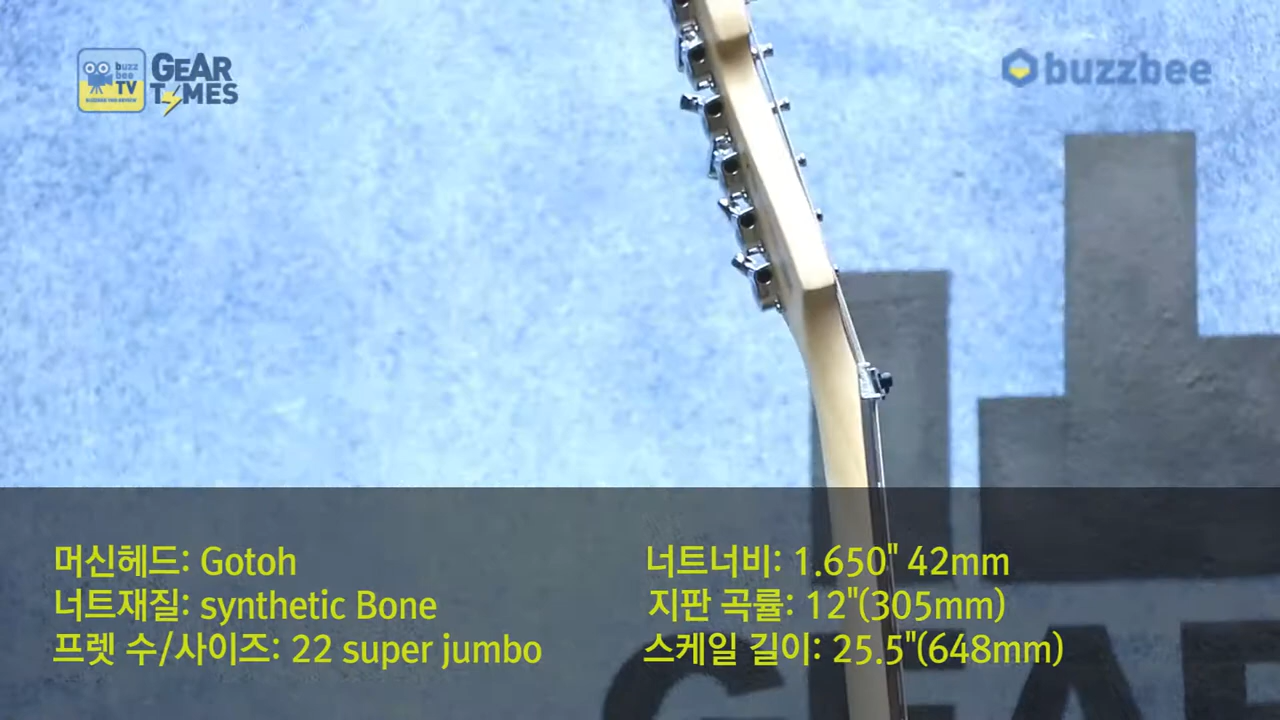 buzz
bee
TV
GEAR
TIMES
buzzbee
머신헤드: Gotoh
너트재질: synthetic Bone
프렛 수/사이즈: 22 super jumbo
너트너비: 1.650" 42mm
지판 곡률: 12"(305mm)
스케일 길이: 25.5"(648mm)
GEAR